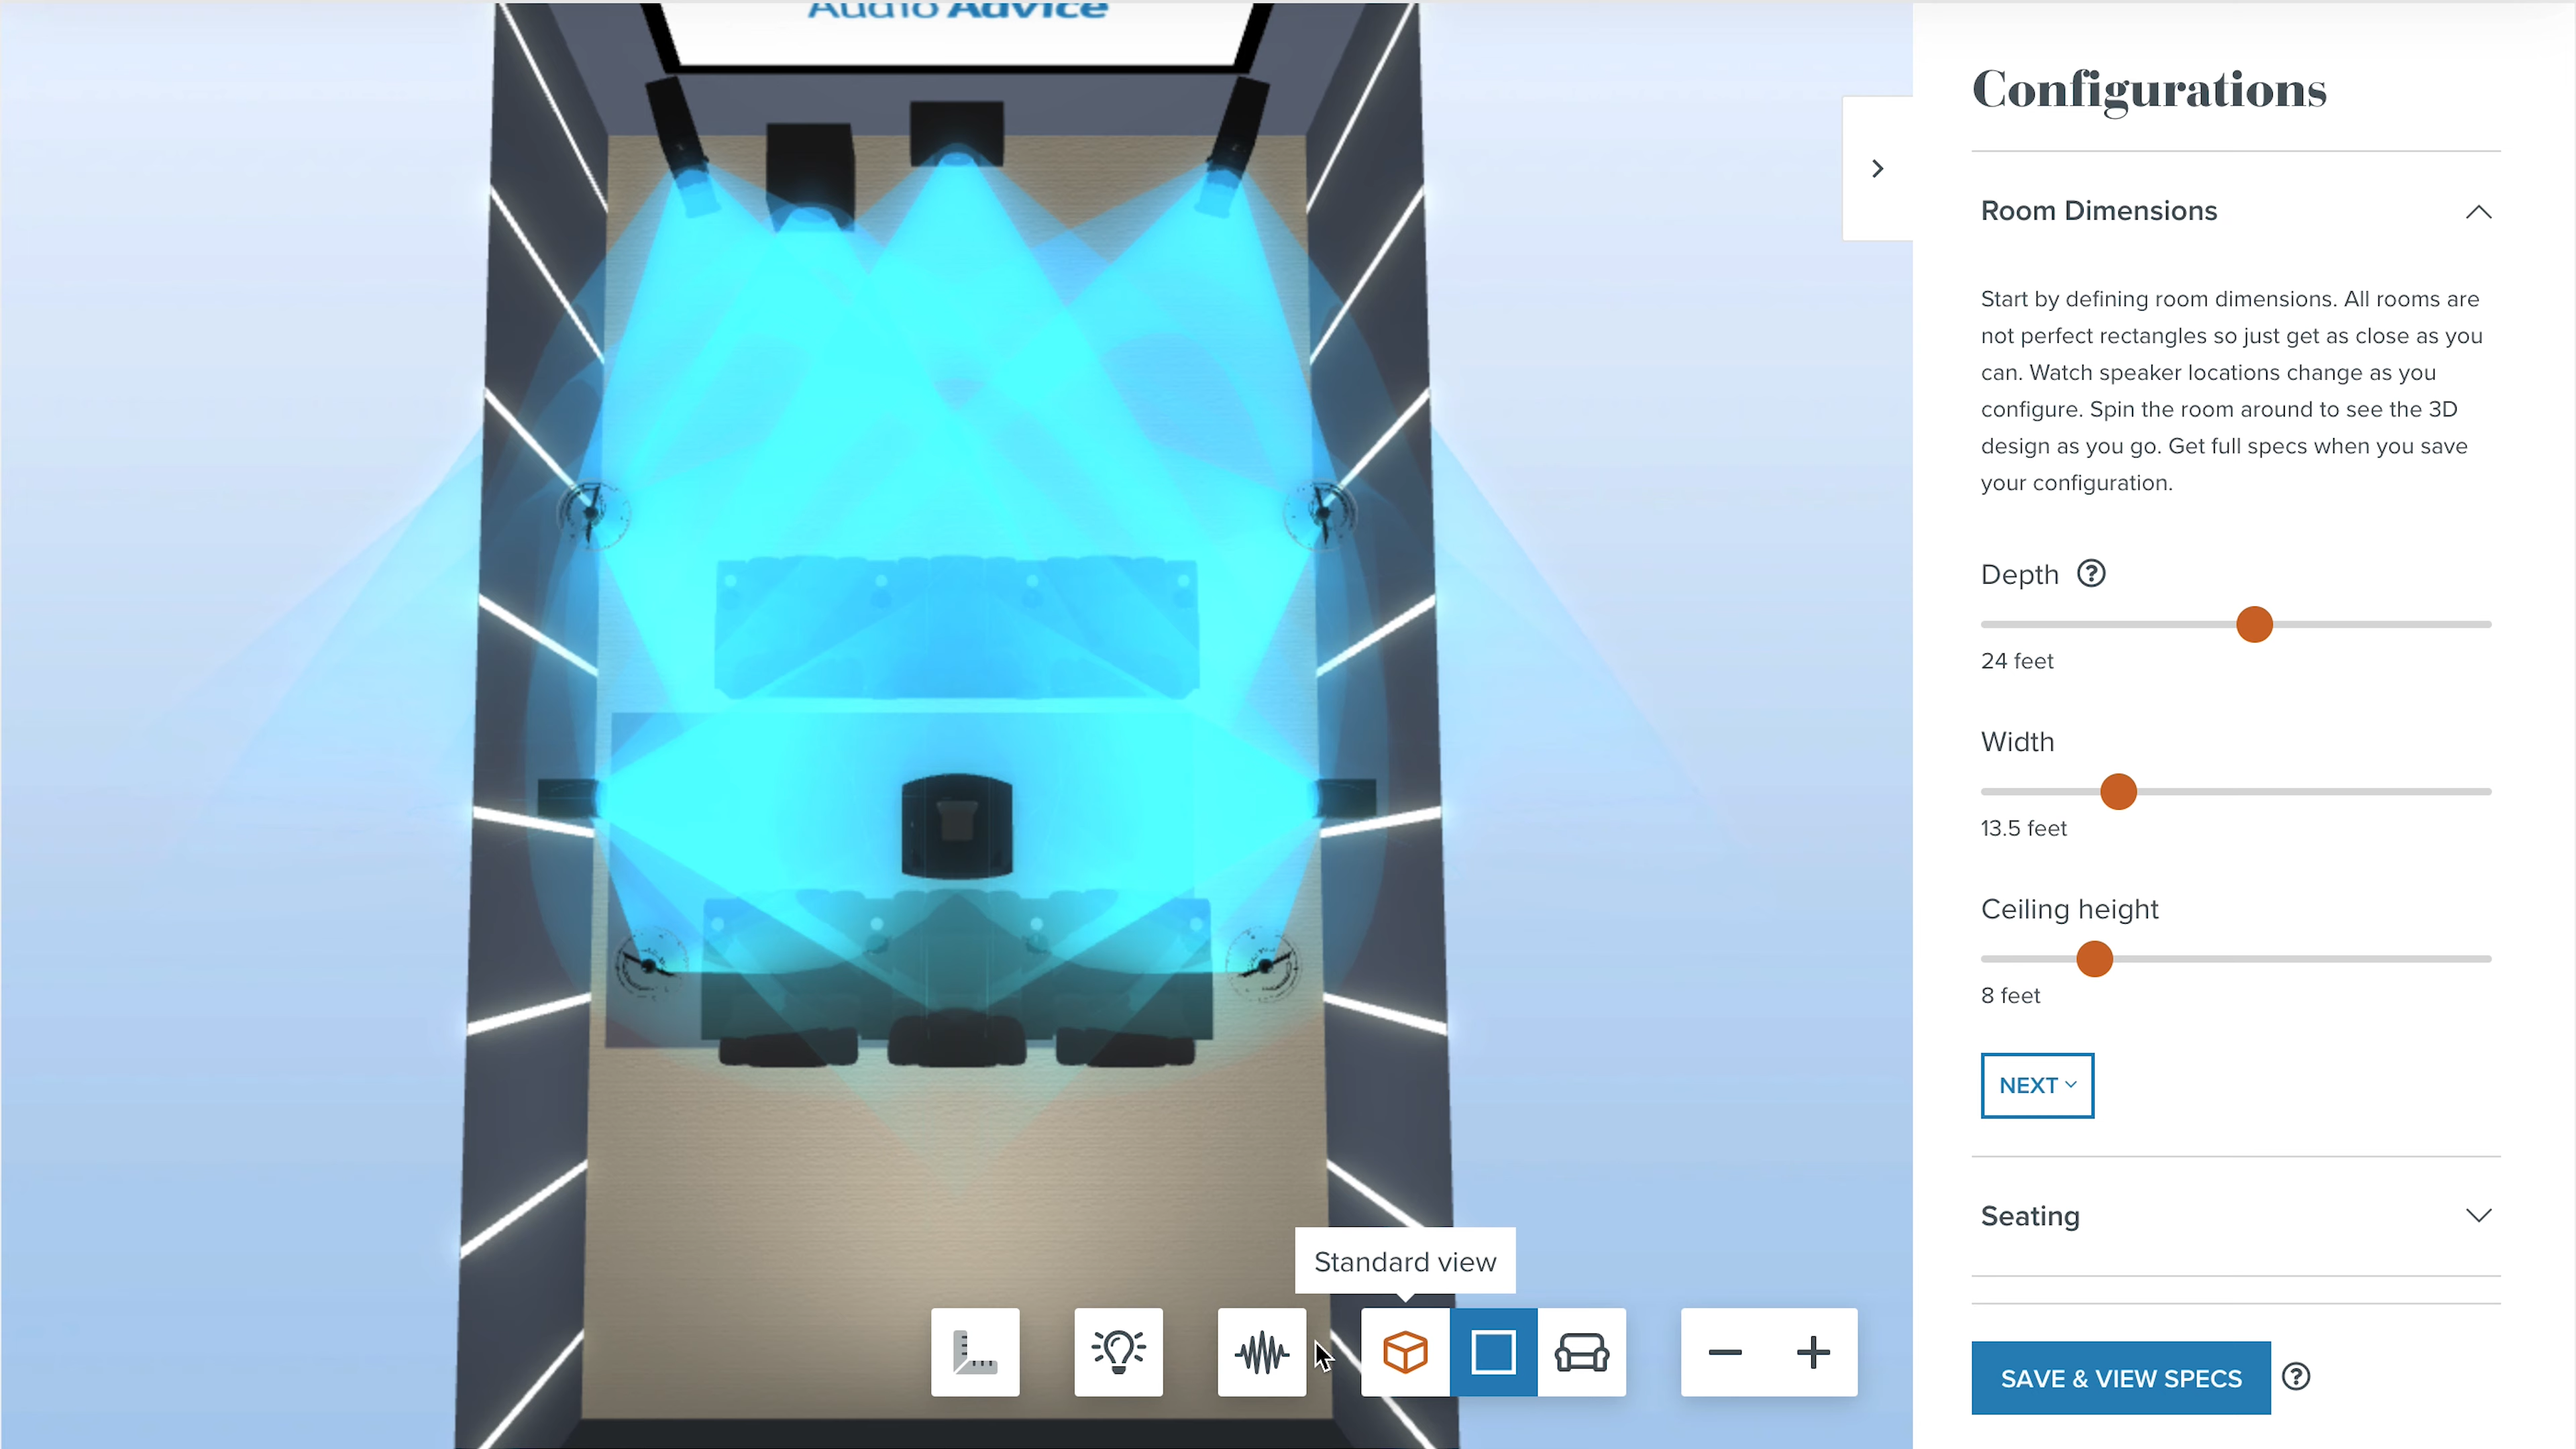 Audio Advice
Configurations
Room Dimensions
Start by defining room dimensions. All rooms are
not perfect rectangles so just get as close as you
can. Watch speaker locations change as you
configure. Spin the room around to see the 3D
design as you go. Get full specs when you save
your configuration.
Depth ?
24 feet
Width
13.5 feet
Ceiling height
8 feet
NEXT
Seating
Standard view
SAVE & VIEW SPECS ?